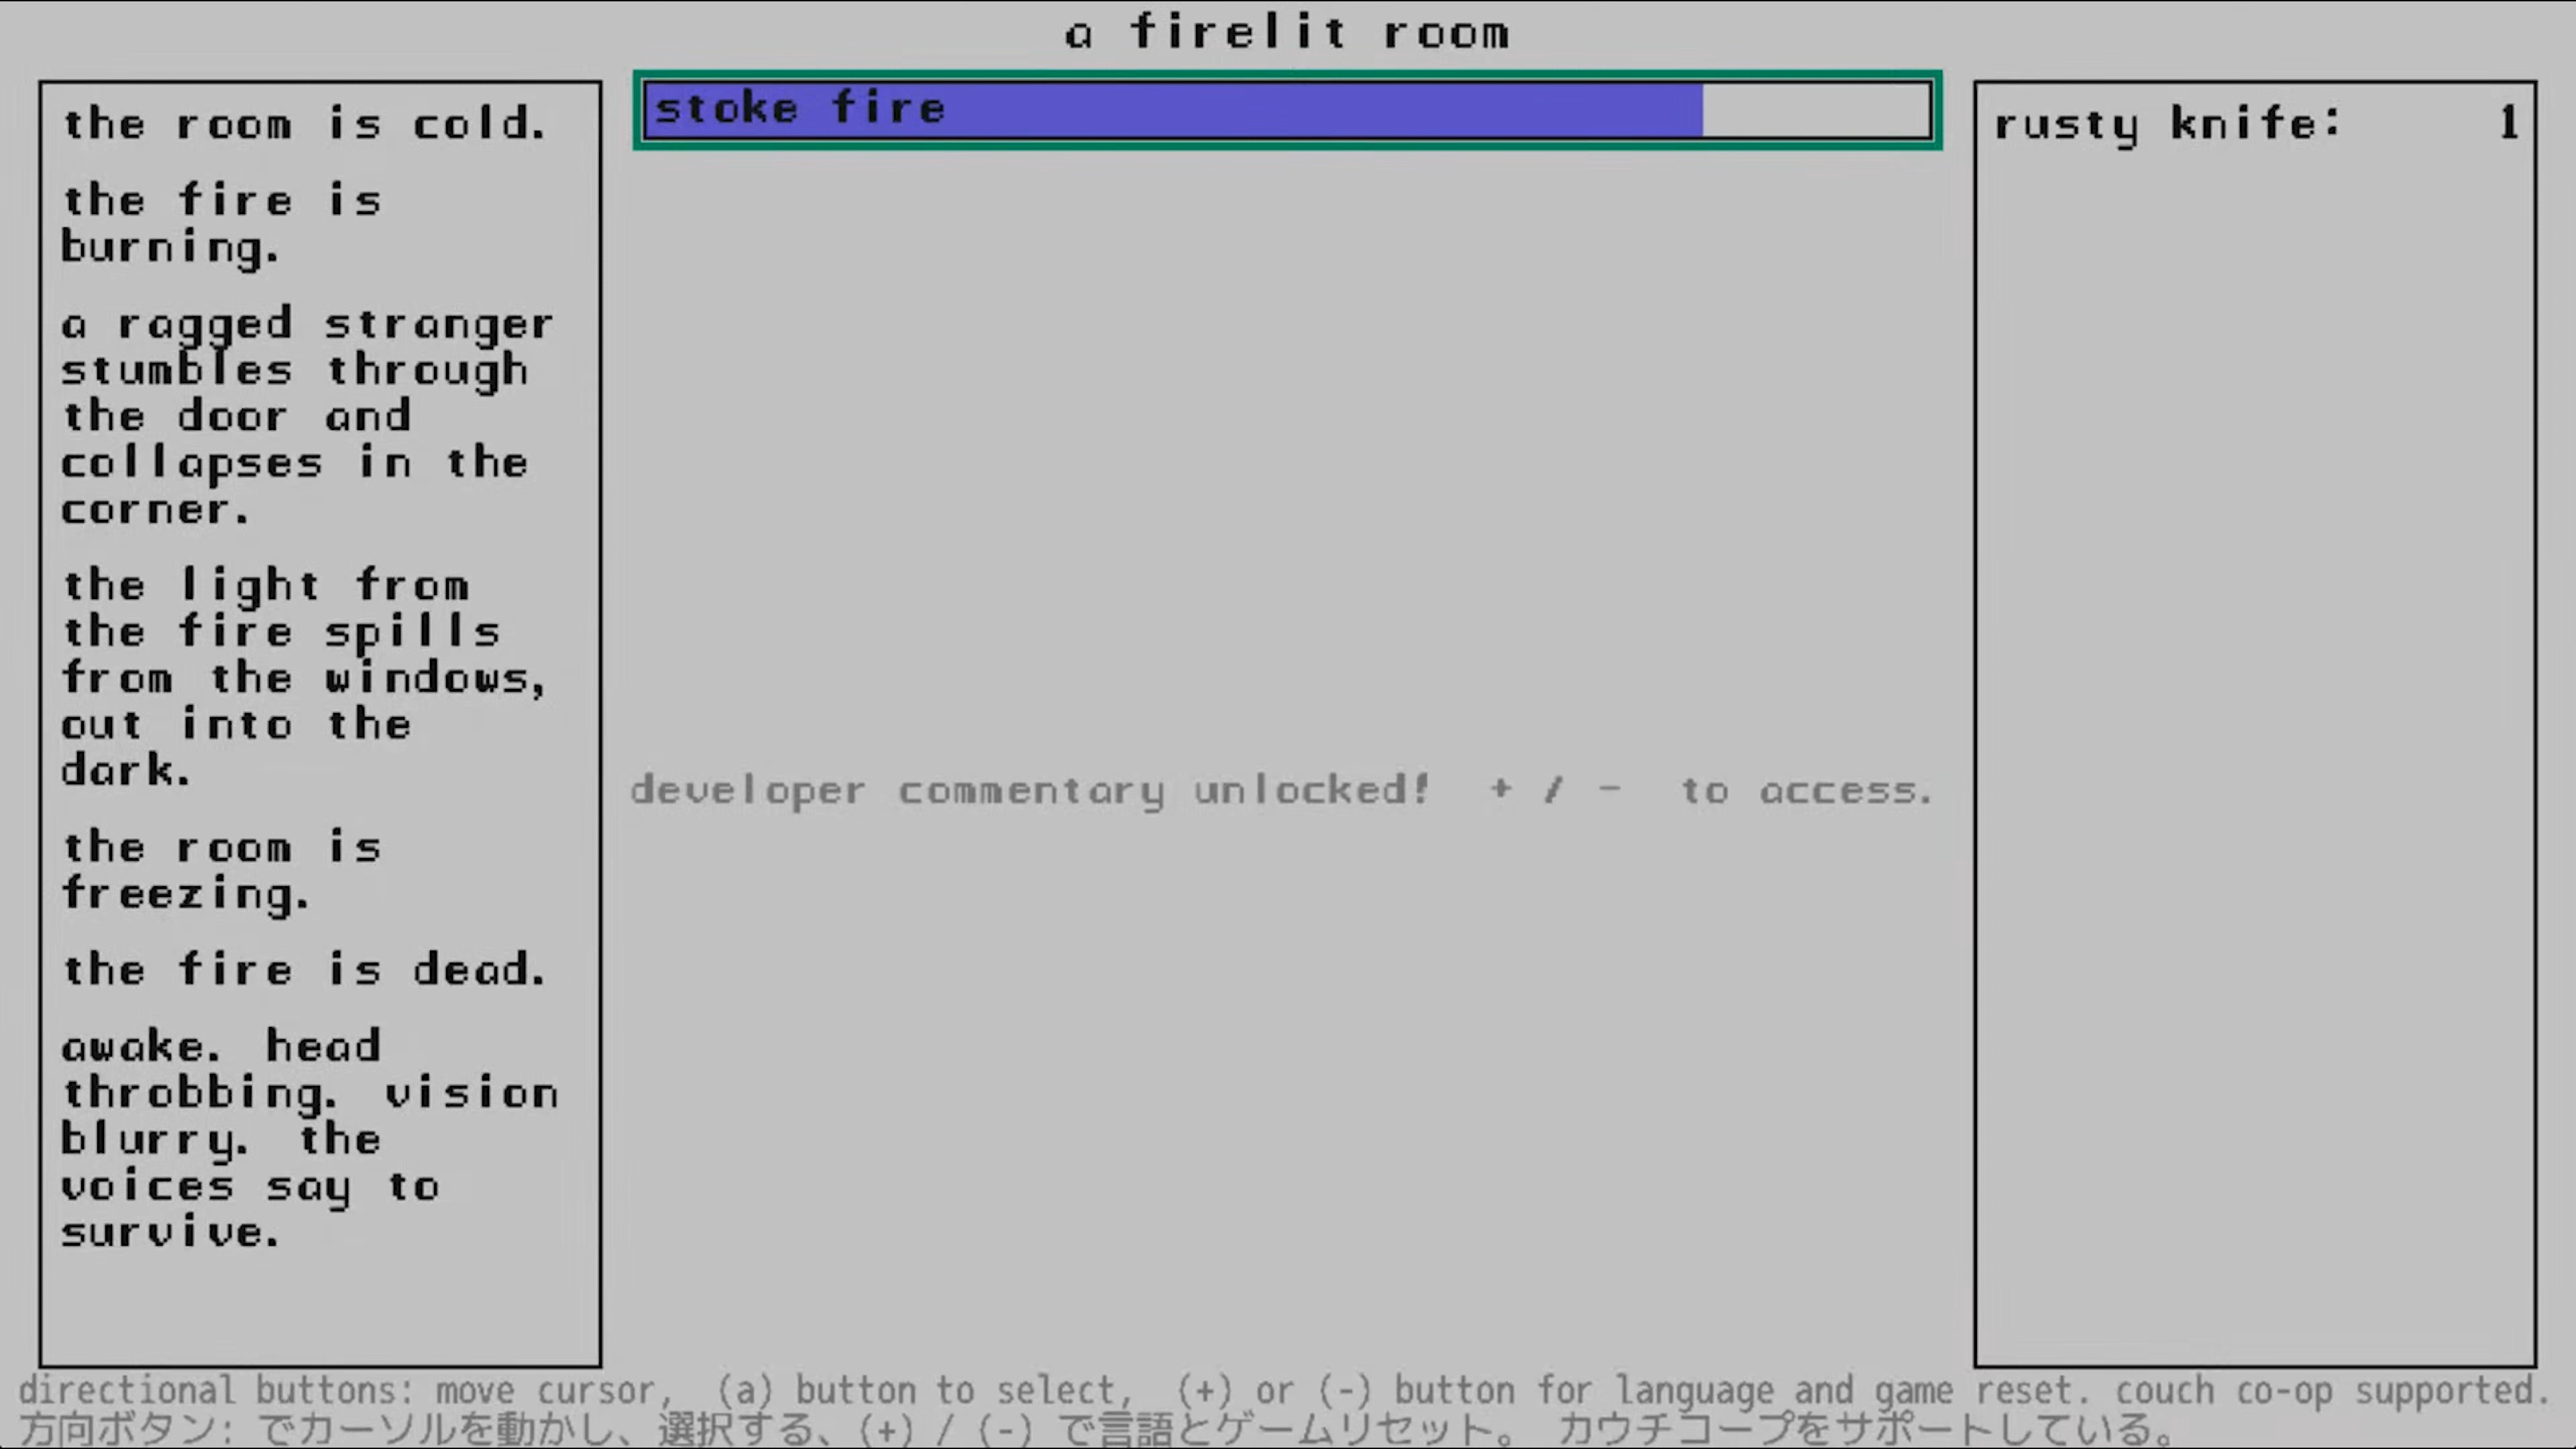 a firelit room
the room is cold.
the fire is
burning.
a ragged stranger
stumbles through
the door and
collapses in the
corner.
the light from
the fire spills
from the windows,
out into the
dark.
the room is
freezing.
the fire is dead.
awake. head
throbbing. vision
blurry. the
voices say to
survive.
stoke fire
developer commentary unlocked! + / - to access.
rusty knife: 1
directional buttons: move cursor, (a) button to select, (+) or (-) button for language and game reset. couch co-op supported.
方向ボタン: でカーソルを動かし、選択する、(+) / (-) で言語とゲームリセット。 カウチコープをサポートしている。